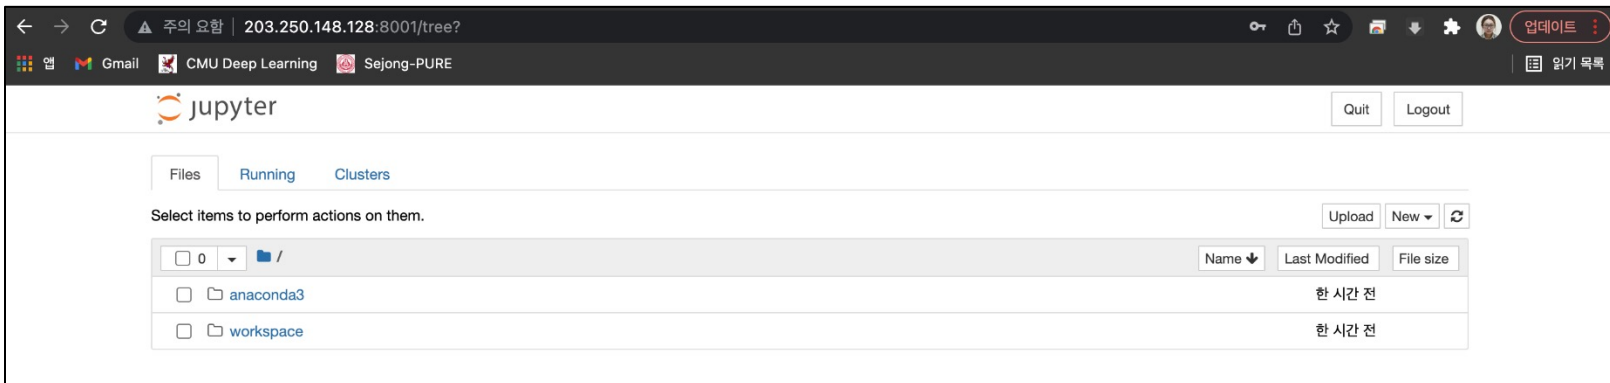 주의 요함 203.250.148.128:8001/tree? 업데이트
앱 Gmail CMU Deep Learning Sejong-PURE 읽기 목록
jupyter Quit Logout
Files Running Clusters
Select items to perform actions on them. Upload New
0 / Name Last Modified File size
anaconda3 한 시간 전
workspace 한 시간 전